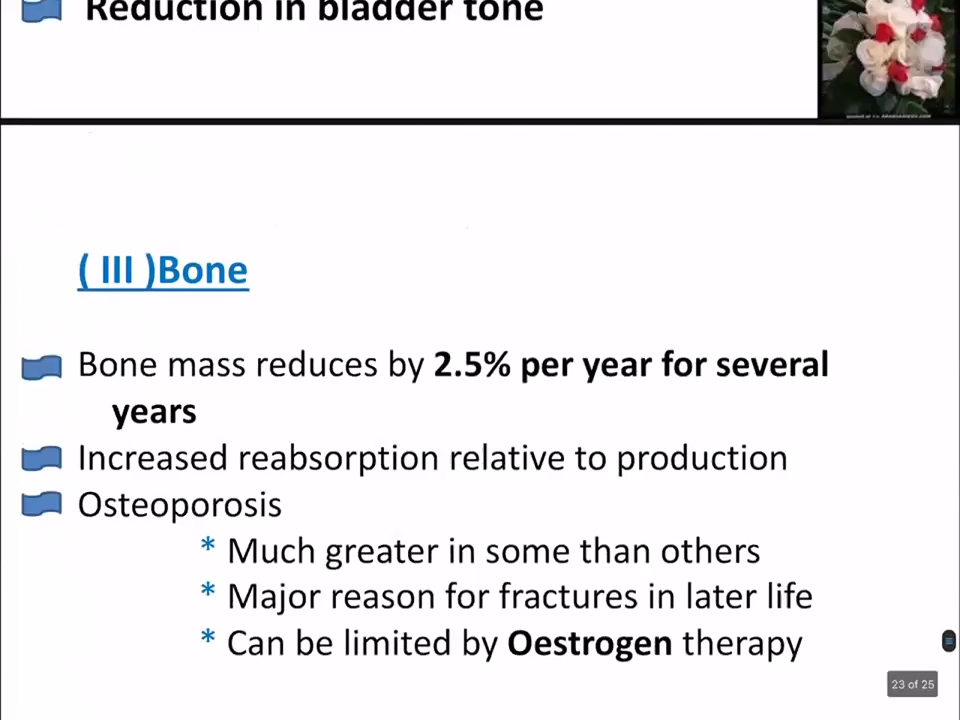 Reduction in bladder tone
( III )Bone
Bone mass reduces by 2.5% per year for several
years
Increased reabsorption relative to production
Osteoporosis
* Much greater in some than others
* Major reason for fractures in later life
* Can be limited by Oestrogen therapy
23 of 25